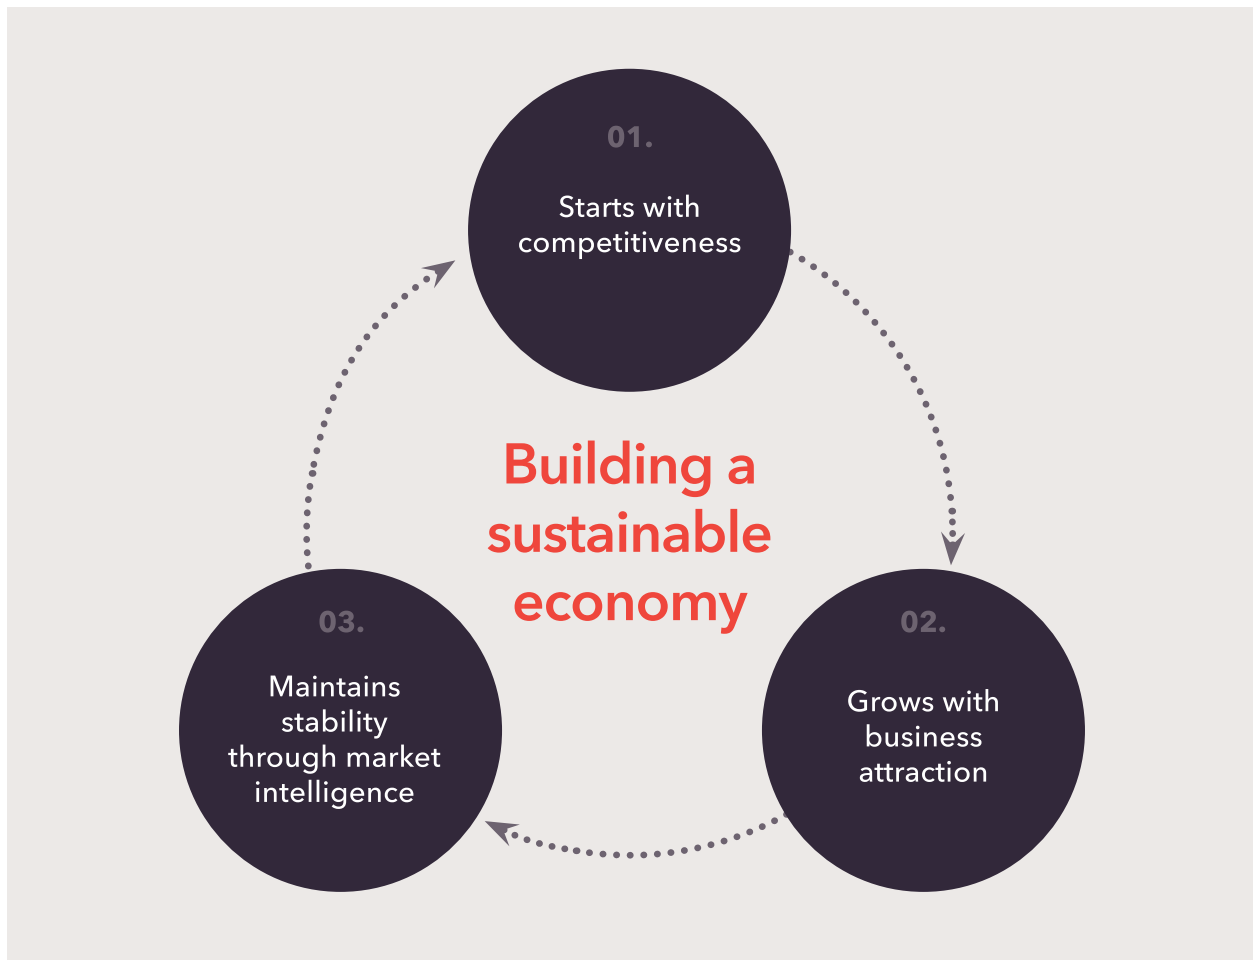 01.
Starts with
competitiveness
Building a
sustainable
economy
02.
Grows with
business
attraction
03.
Maintains
stability
through market
intelligence